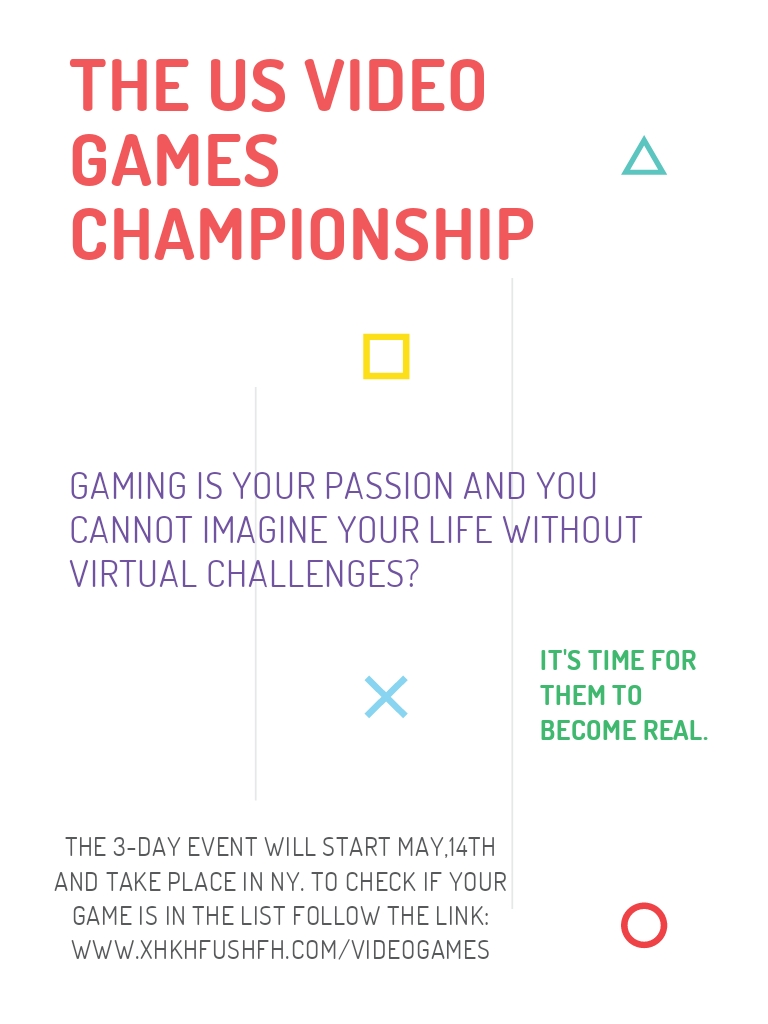 THE US VIDEO
GAMES
CHAMPIONSHIP
GAMING IS YOUR PASSION AND YOU
CANNOT IMAGINE YOUR LIFE WITHOUT
VIRTUAL CHALLENGES?
IT'S TIME FOR
THEM TO
BECOME REAL.
THE 3-DAY EVENT WILL START MAY,14TH
AND TAKE PLACE IN NY. TO CHECK IF YOUR
GAME IS IN THE LIST FOLLOW THE LINK:
WWW.XHKHFUSHFH.COM/VIDEOGAMES